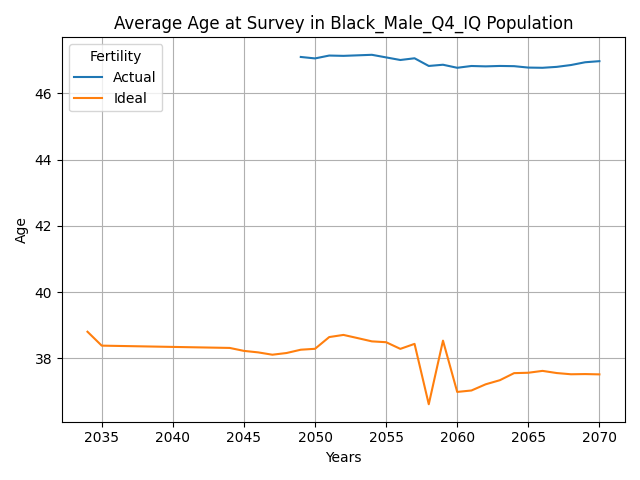 Average Age at Survey in Black_Male_Q4_IQ Population
Fertility
Actual
Ideal
Age
46
44
42
40
38
2035 2040 2045 2050 2055 2060 2065 2070
Years